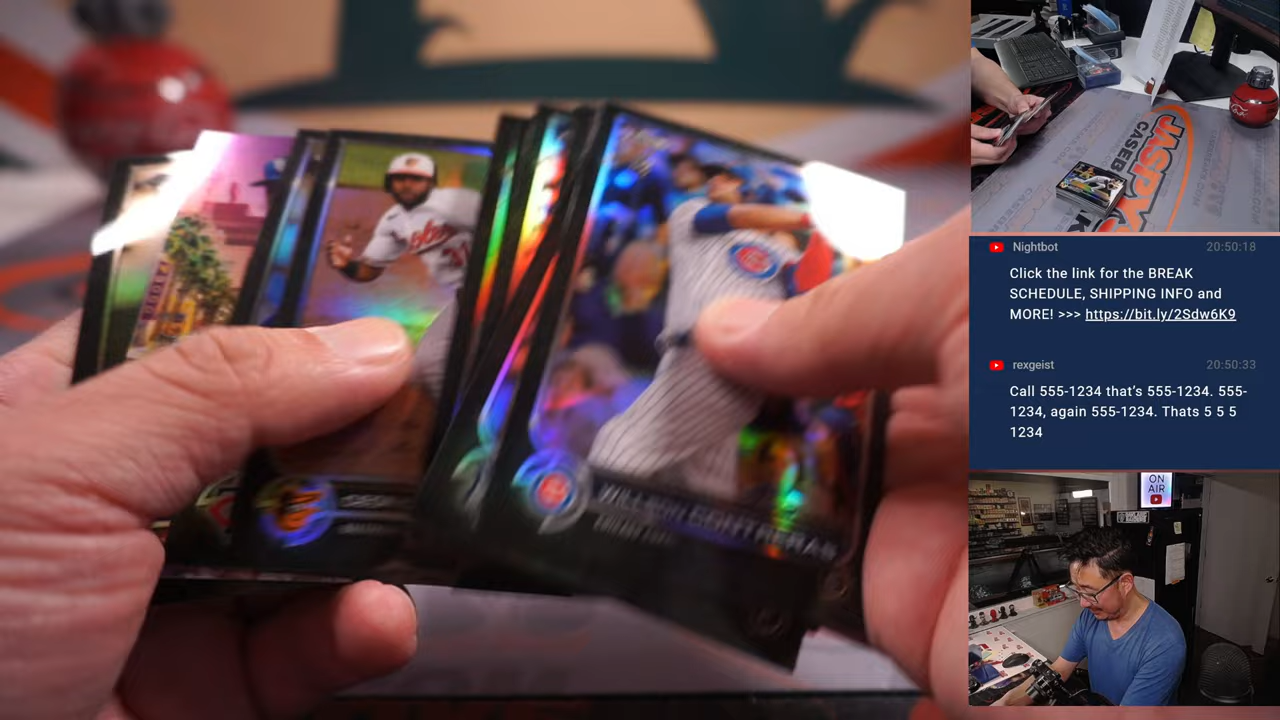 WILLSON CONTRERAS
JASPY'S
CASEB
Nightbot
20:50:18
Click the link for the BREAK
SCHEDULE, SHIPPING INFO and
MORE! >>> https://bit.ly/2Sdw6K9
rexgeist
20:50:33
Call 555-1234 that's 555-1234. 555-
1234, again 555-1234. Thats 5 5 5
1234
ON
AIR